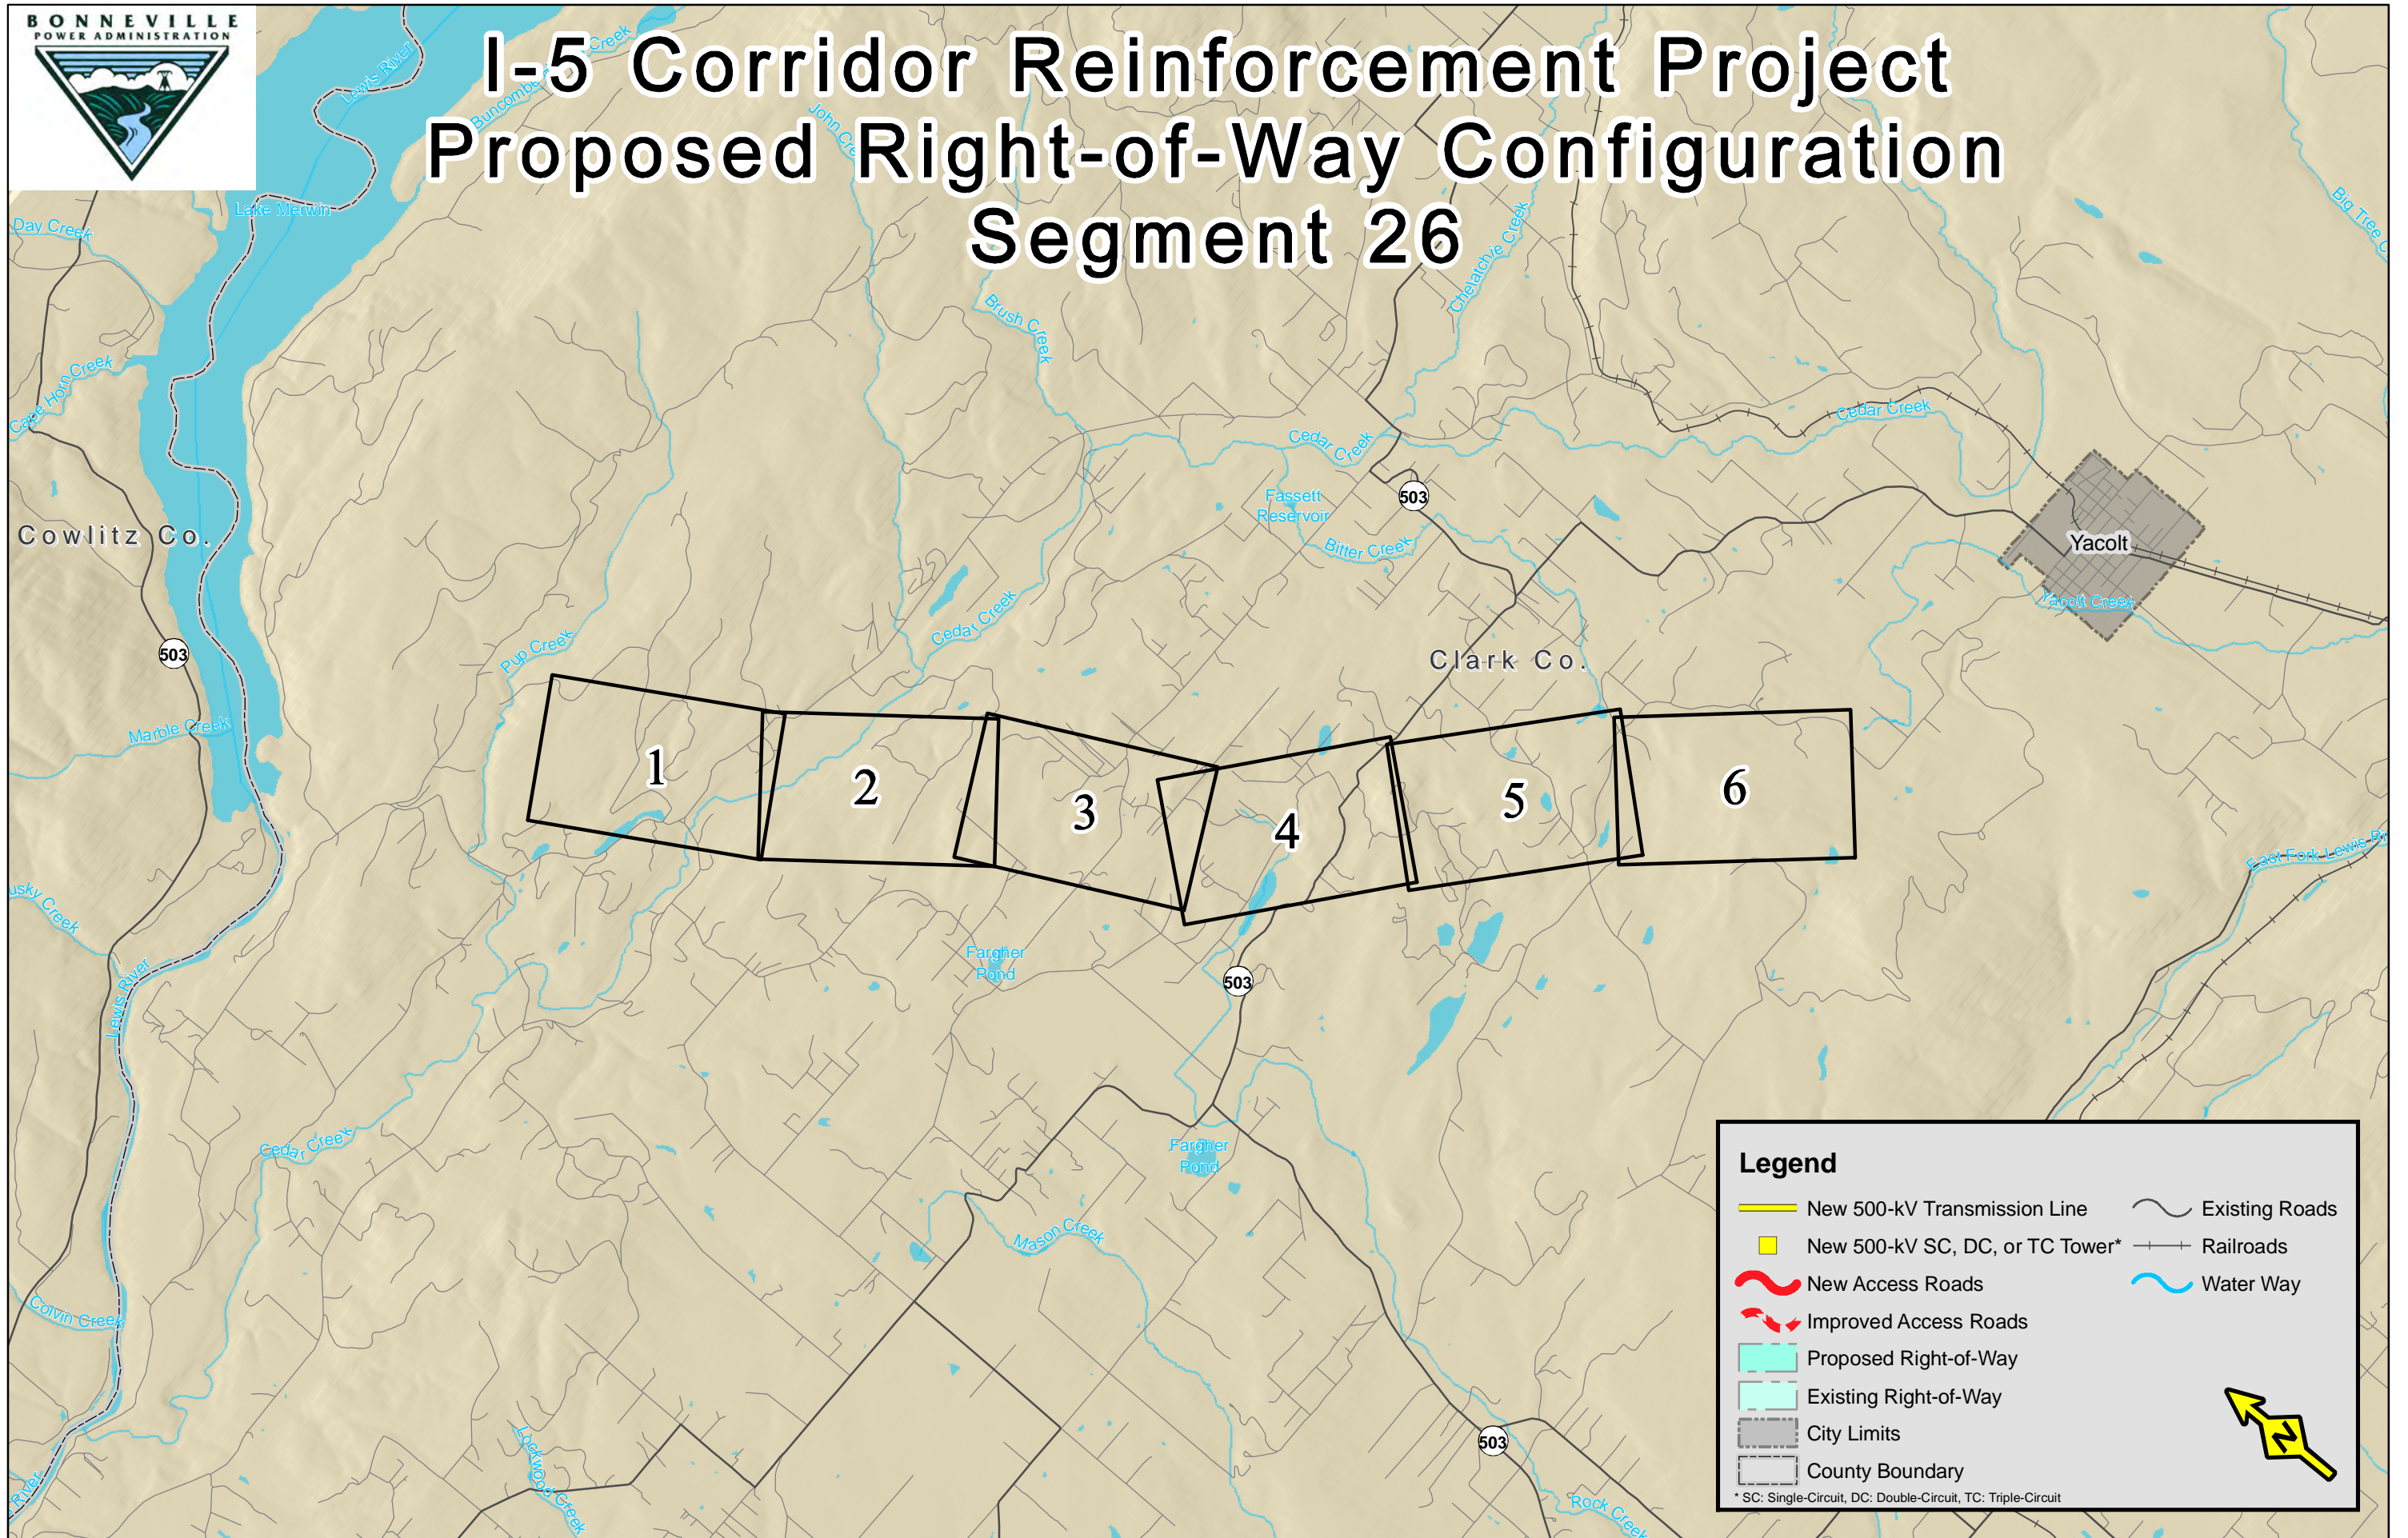 BONNEVILLE
POWER ADMINISTRATION
I-5 Corridor Reinforcement Project
Proposed Right-of-Way Configuration
Segment 26
Lewis River
Buncombe
Creek
John Cre
Lake Merwin
Day Creek
Chelatchie Creek
Big Tree C
Brush Creek
Cape Horn Creek
Cedar Creek
Cedar Creek
503
Fassett
Reservoir
Cowlitz Co.
Bitter Creek
Yacolt
Yacolt Creek
Cedar Creek
Pup Creek
503
Clark Co.
Marble Creek
1
2
3
4
5
6
East Fork Lewis Ri
usky Creek
Fargher
Pond
503
Lewis River
Cedar Creek
Fargher
Pond
Mason Creek
Colvin Creek
Lockwood Creek
503
River
Rock Creek
Legend
New 500-kV Transmission Line
Existing Roads
New 500-kV SC, DC, or TC Tower*
Railroads
New Access Roads
Water Way
Improved Access Roads
Proposed Right-of-Way
Existing Right-of-Way
City Limits
County Boundary
N
* SC: Single-Circuit, DC: Double-Circuit, TC: Triple-Circuit